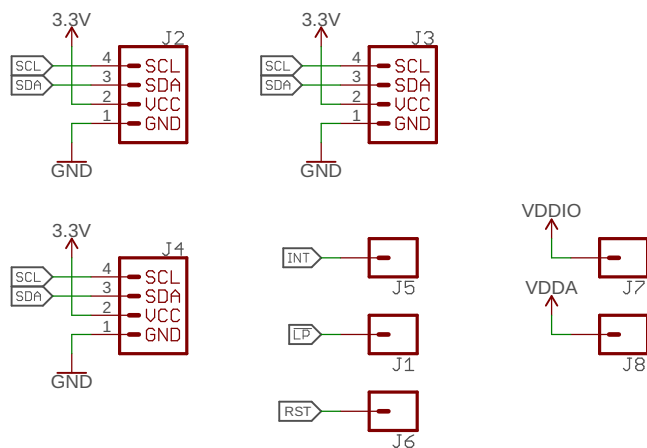 3.3V
J2
SCL 4 SCL
SDA 3 SDA
2 VCC
1 GND
GND
3.3V
J3
SCL 4 SCL
SDA 3 SDA
2 VCC
1 GND
GND
3.3V
J4
SCL 4 SCL
SDA 3 SDA
2 VCC
1 GND
GND
INT
J5
LP
J1
RST
J6
VDDIO
J7
VDDA
J8